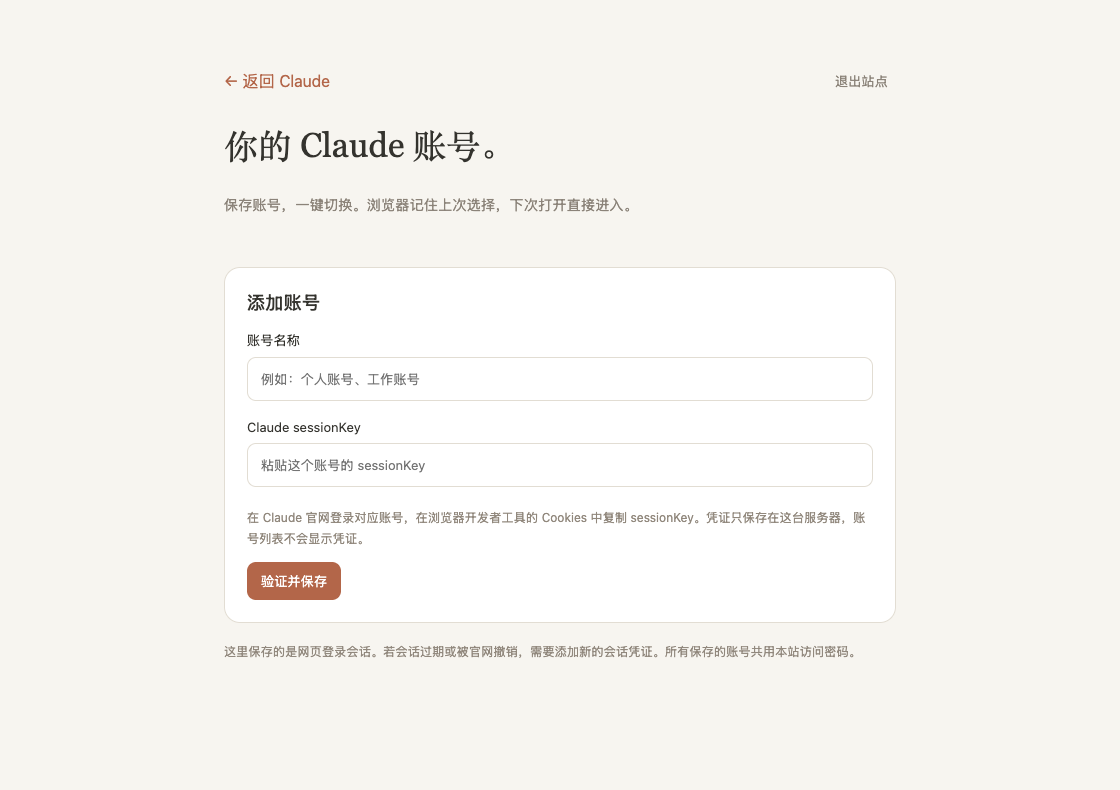 ← 返回 Claude
退出站点
你的 Claude 账号。
保存账号，一键切换。浏览器记住上次选择，下次打开直接进入。
添加账号
账号名称
例如：个人账号、工作账号
Claude sessionKey
粘贴这个账号的 sessionKey
在 Claude 官网登录对应账号，在浏览器开发者工具的 Cookies 中复制 sessionKey。凭证只保存在这台服务器，账
号列表不会显示凭证。
验证并保存
这里保存的是网页登录会话。若会话过期或被官网撤销，需要添加新的会话凭证。所有保存的账号共用本站访问密码。